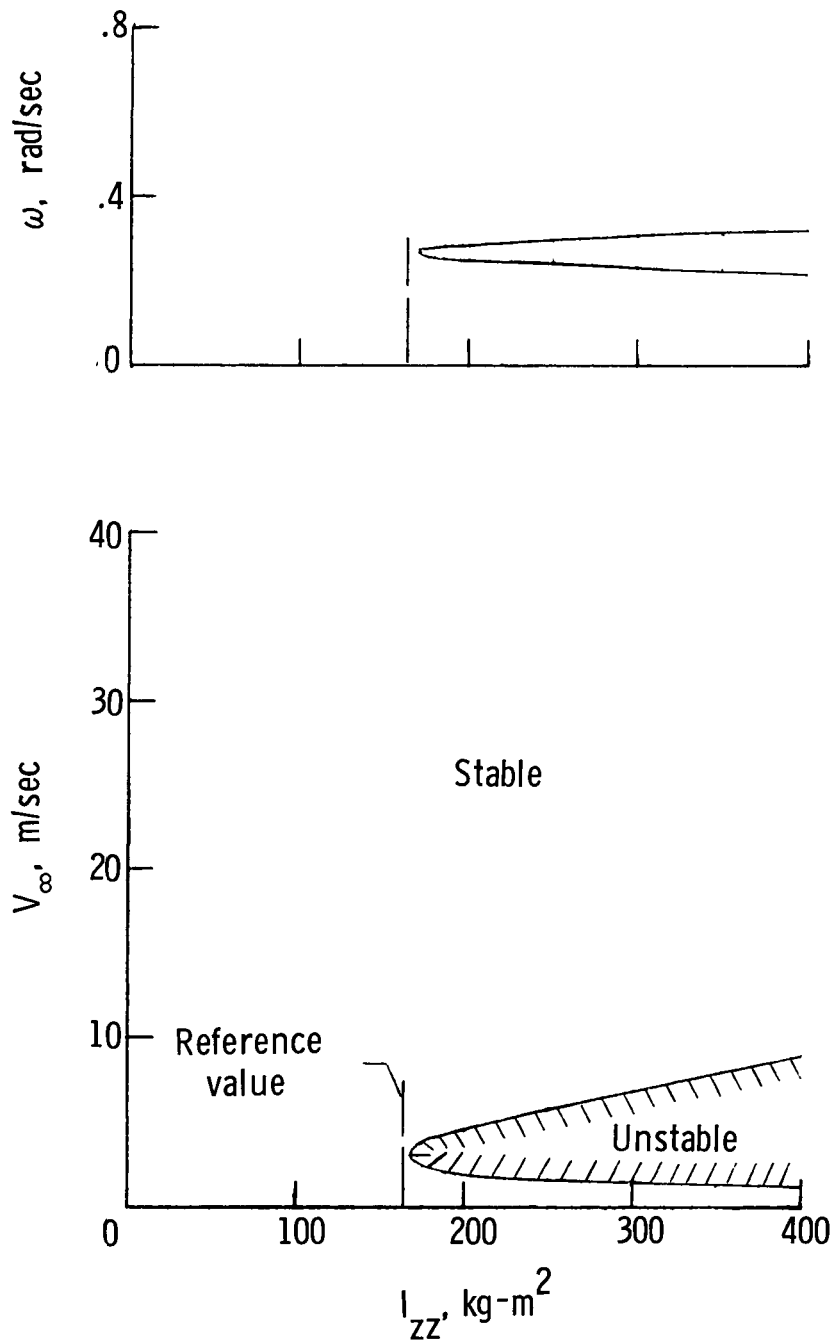 .8
ω, rad/sec
.4
.0
40
30
Stable
V∞, m/sec
20
10
Reference
value
Unstable
0 100 200 300 400
Izz, kg-m²